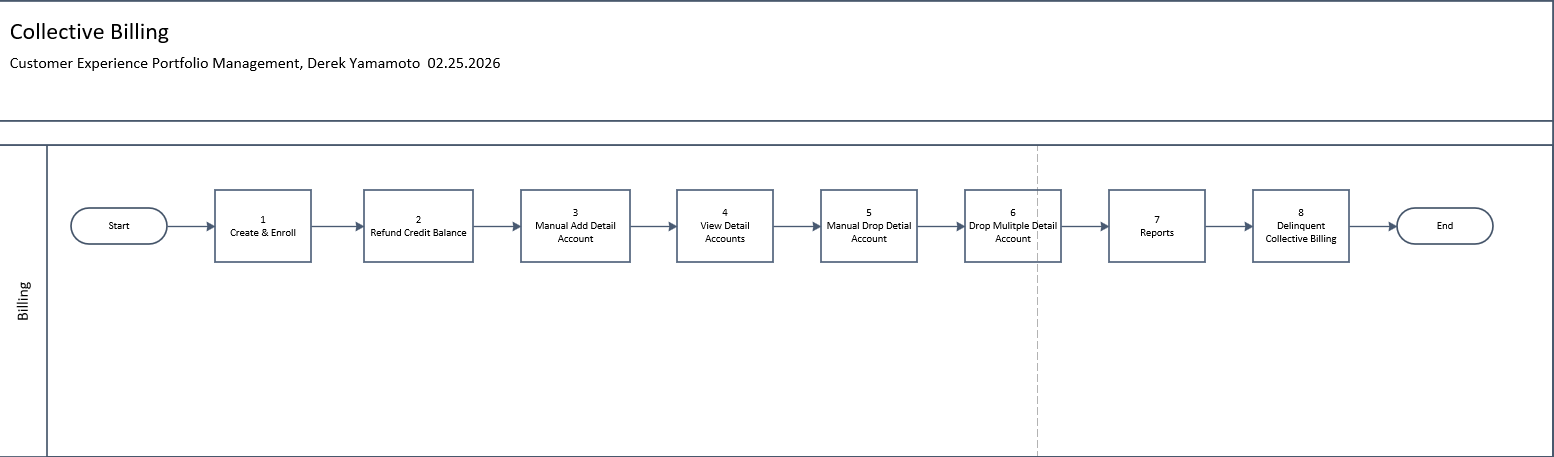 Collective Billing
Customer Experience Portfolio Management, Derek Yamamoto 02.25.2026
Billing
Start
1
Create & Enroll
2
Refund Credit Balance
3
Manual Add Detail
Account
4
View Detail
Accounts
5
Manual Drop Detial
Account
6
Drop Mulitple Detail
Account
7
Reports
8
Delinquent
Collective Billing
End